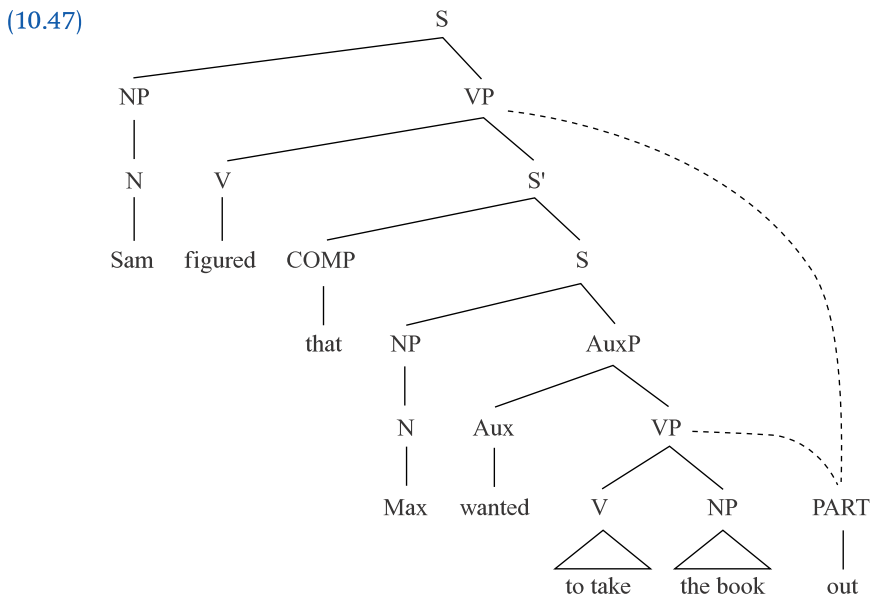 (10.47) S
NP VP
N V S'
Sam figured COMP S
that NP AuxP
N Aux VP
Max wanted V NP PART
to take the book out